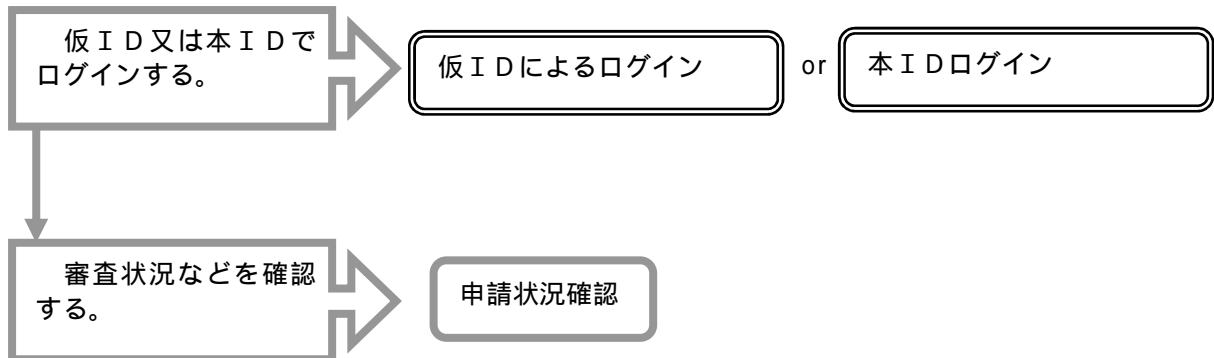 仮ＩＤ又は本ＩＤで
ログインする。
仮ＩＤによるログイン
or
本ＩＤログイン
審査状況などを確認
する。
申請状況確認